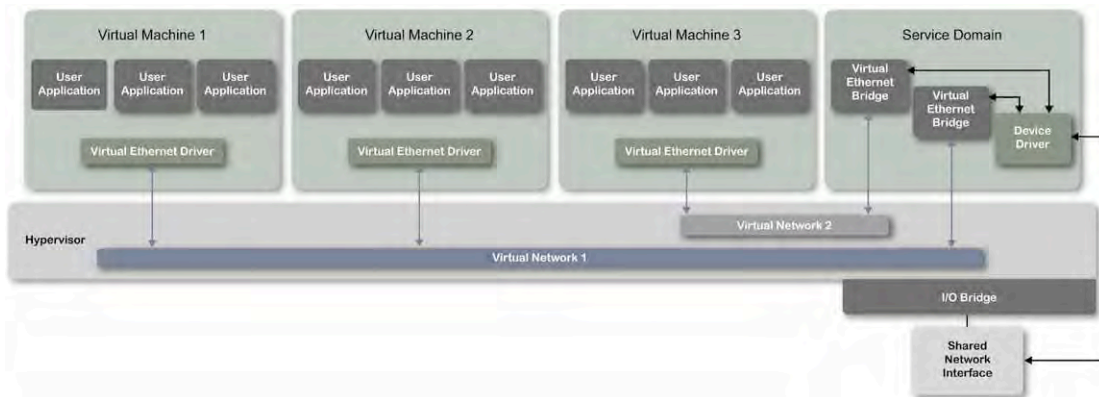 Virtual Machine 1
User
Application
User
Application
User
Application
Virtual Ethernet Driver
Virtual Machine 2
User
Application
User
Application
User
Application
Virtual Ethernet Driver
Virtual Machine 3
User
Application
User
Application
User
Application
Virtual Ethernet Driver
Service Domain
Virtual
Ethernet
Bridge
Virtual
Ethernet
Bridge
Device
Driver
Hypervisor
Virtual Network 2
Virtual Network 1
I/O Bridge
Shared
Network
Interface